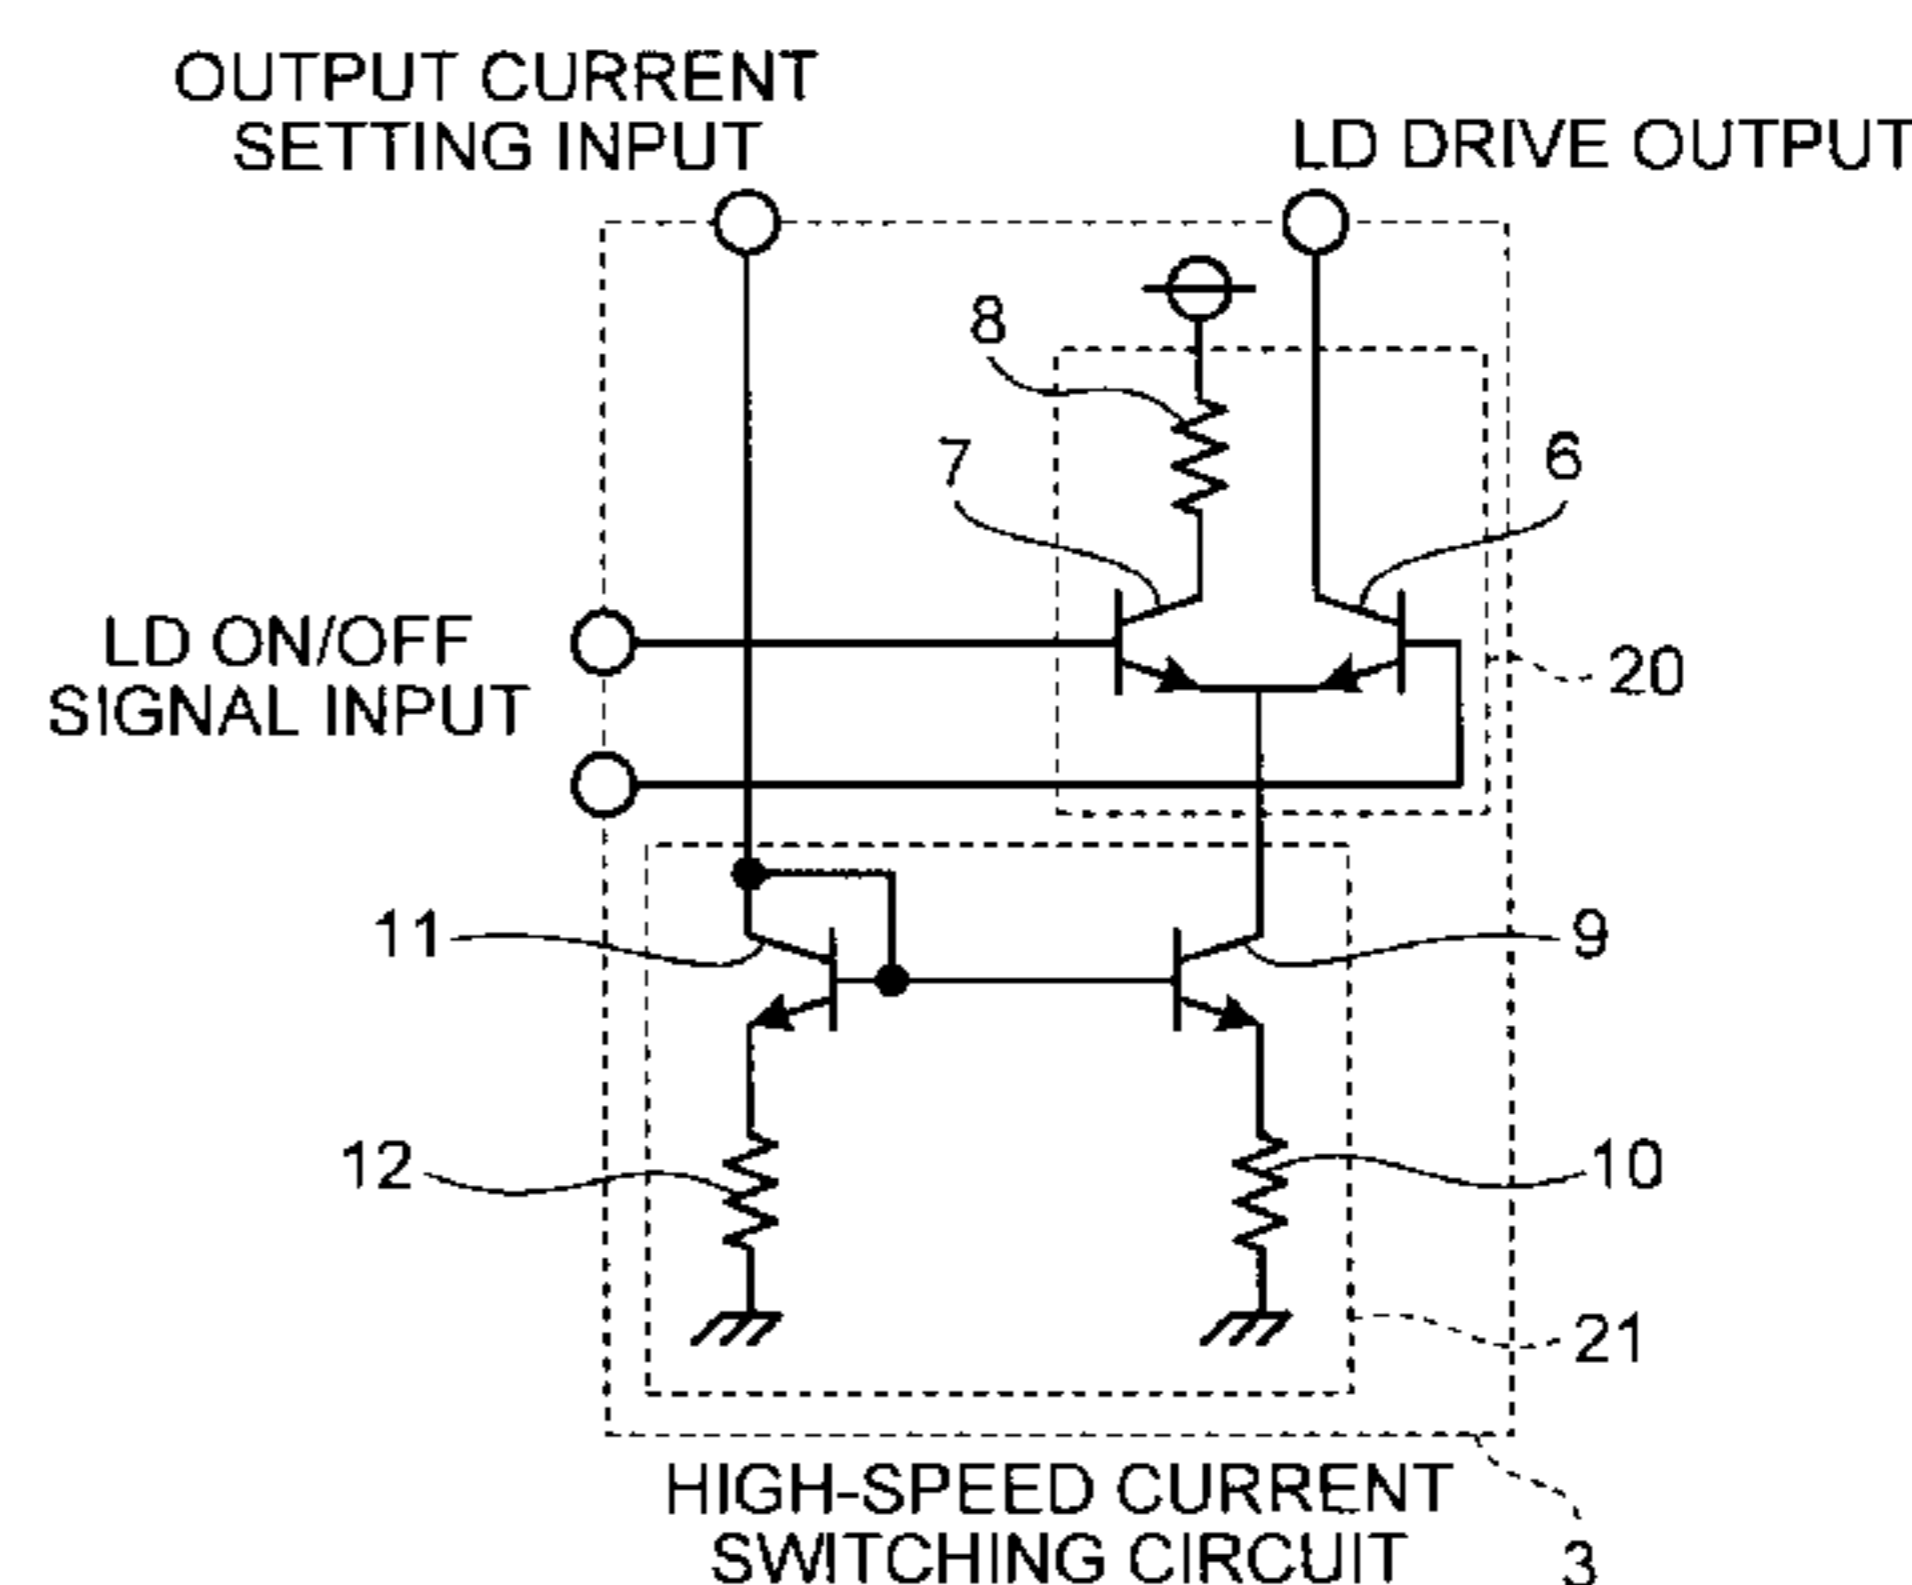 OUTPUT CURRENT
SETTING INPUT
LD DRIVE OUTPUT
8
7
6
LD ON/OFF
SIGNAL INPUT
20
11
9
12
10
21
HIGH-SPEED CURRENT
SWITCHING CIRCUIT
3